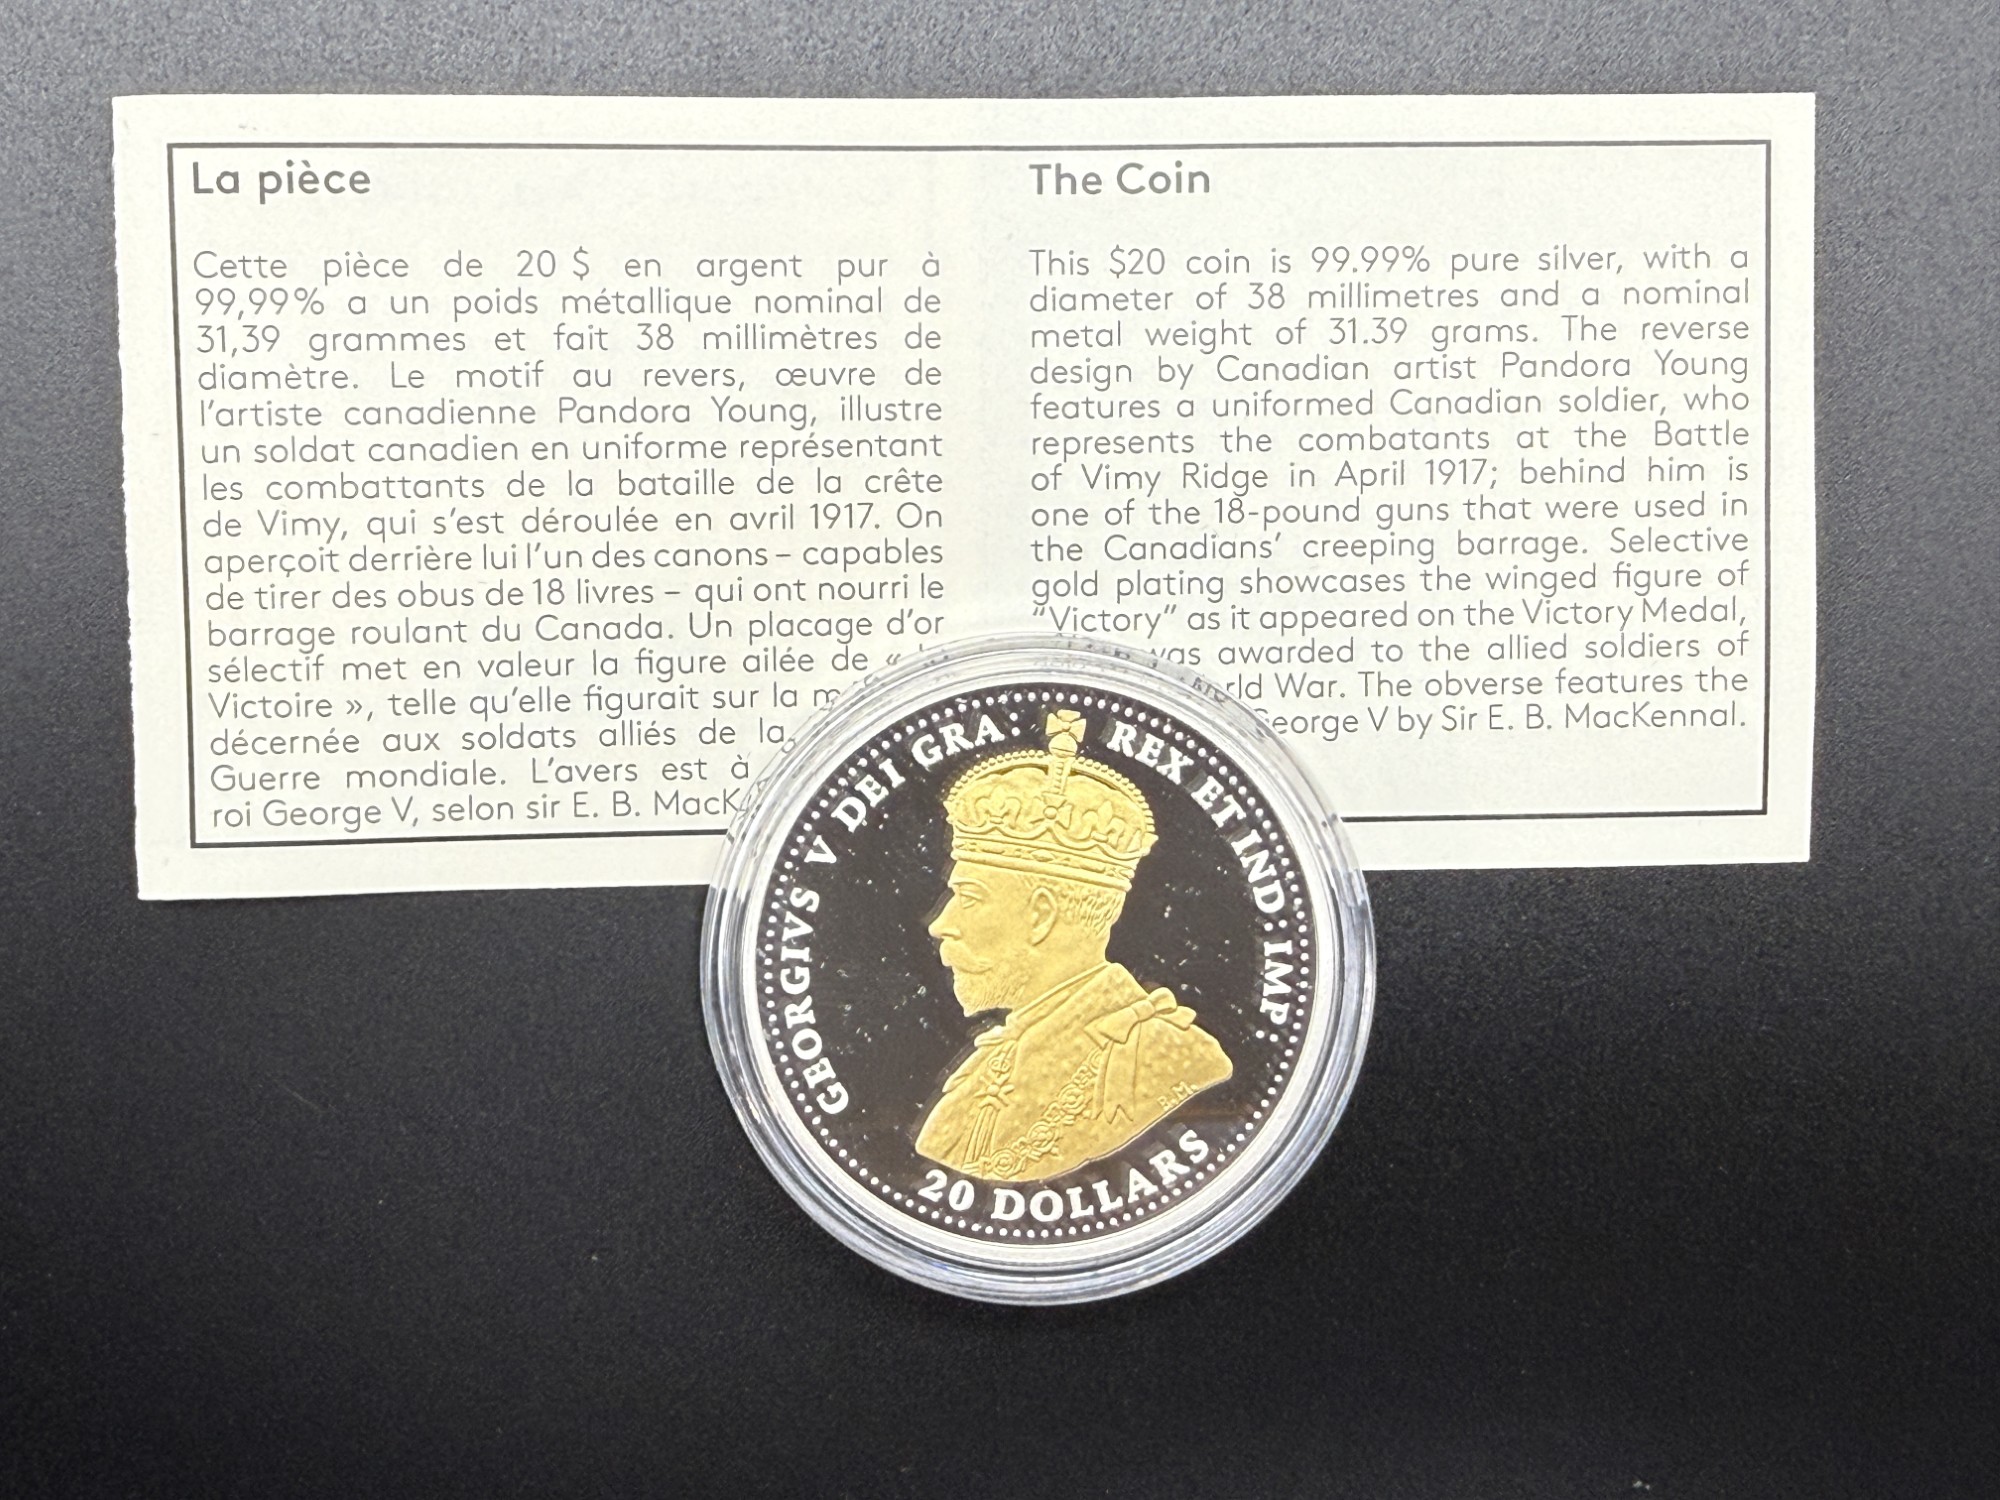 La pièce
Cette pièce de 20 $ en argent pur à
99,99% a un poids métallique nominal de
31,39 grammes et fait 38 millimètres de
diamètre. Le motif au revers, œuvre de
l'artiste canadienne Pandora Young, illustre
un soldat canadien en uniforme représentant
les combattants de la bataille de la crête
de Vimy, qui s'est déroulée en avril 1917. On
aperçoit derrière lui l'un des canons – capables
de tirer des obus de 18 livres – qui ont nourri le
barrage roulant du Canada. Un placage d'or
sélectif met en valeur la figure ailée de «
Victoire », telle qu'elle figurait sur la
décernée aux soldats alliés de la
Guerre mondiale. L'avers est à
roi George V, selon sir E. B.
The Coin
This $20 coin is 99.99% pure silver, with a
diameter of 38 millimetres and a nominal
metal weight of 31.39 grams. The reverse
design by Canadian artist Pandora Young
features a uniformed Canadian soldier, who
represents the combatants at the Battle
of Vimy Ridge in April 1917; behind him is
one of the 18-pound guns that were used in
the Canadians' creeping barrage. Selective
gold plating showcases the winged figure of
"Victory" as it appeared on the Victory Medal,
was awarded to the allied soldiers of
War. The obverse features the
George V by Sir E. B. MacKennal.
GEORGIVS V DEI GRA: REX ET IND: IMP:
B.M.
20 DOLLARS